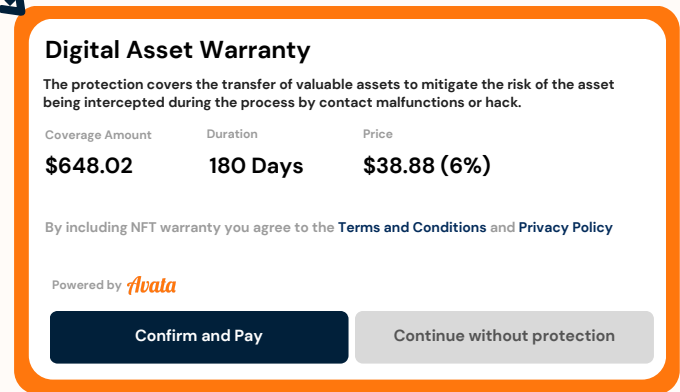 Digital Asset Warranty
The protection covers the transfer of valuable assets to mitigate the risk of the asset
being intercepted during the process by contact malfunctions or hack.
Coverage Amount Duration Price
$648.02 180 Days $38.88 (6%)
By including NFT warranty you agree to the Terms and Conditions and Privacy Policy
Powered by Avata
Confirm and Pay Continue without protection